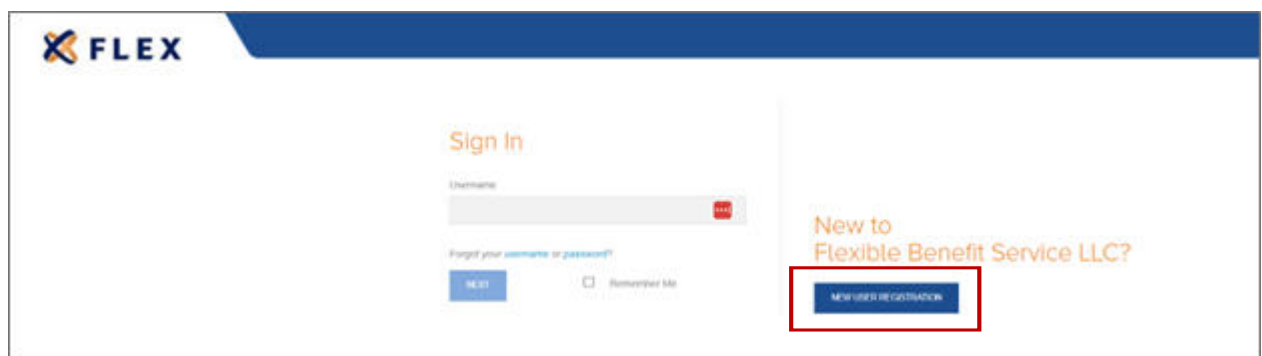 FLEX
Sign In
Username
Forgot your username or password?
NEXT
Remember Me
New to
Flexible Benefit Service LLC?
NEW USER REGISTRATION